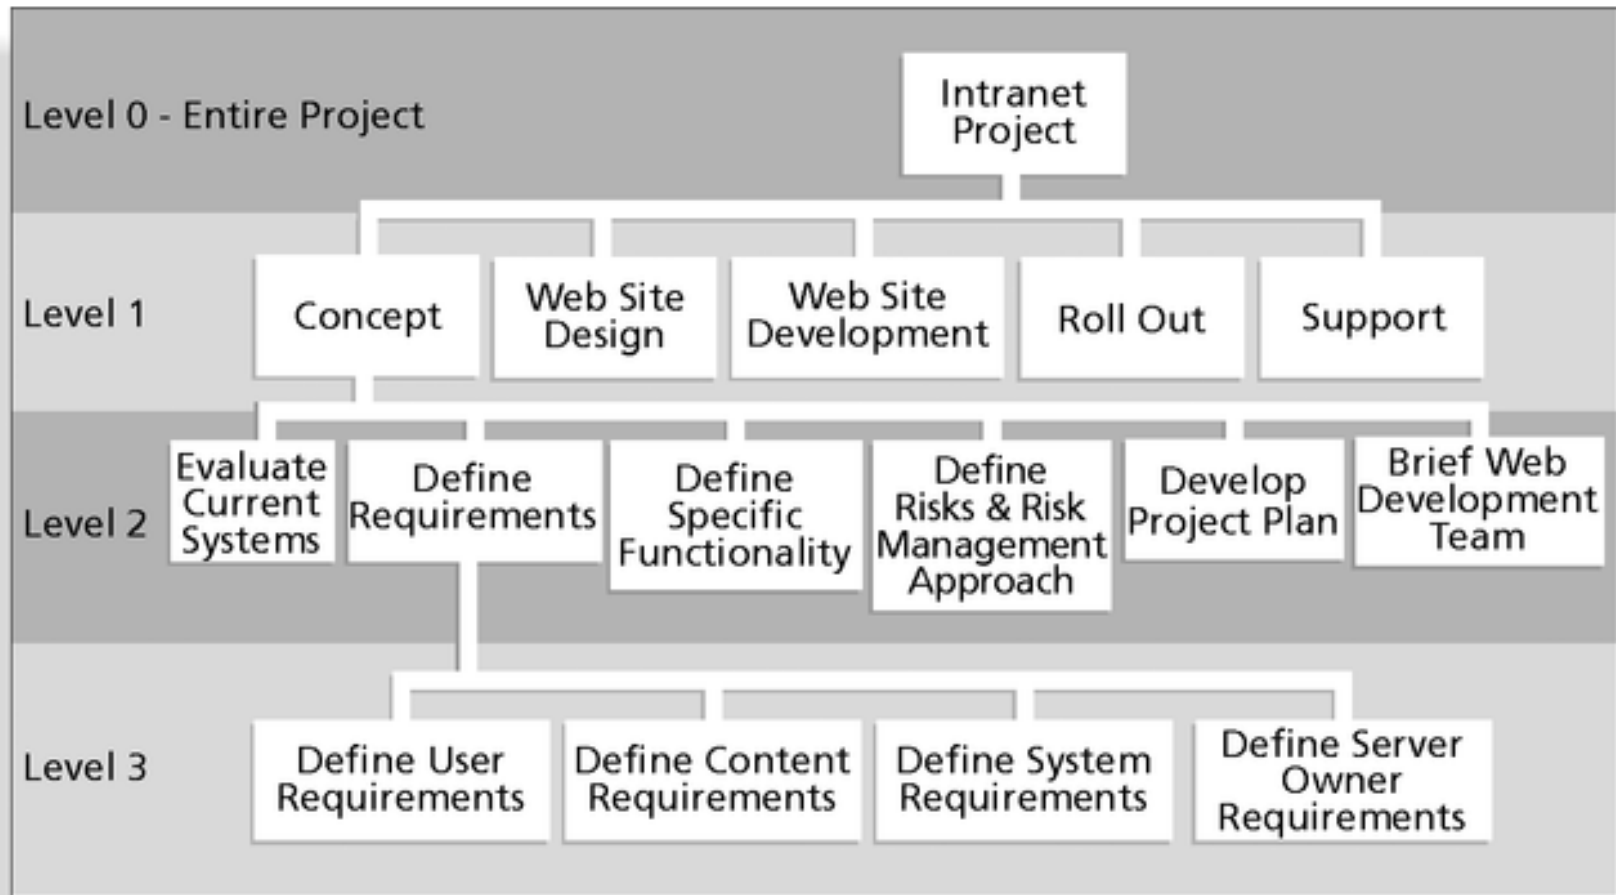 Level 0 - Entire Project
Intranet
Project
Level 1
Concept
Web Site
Design
Web Site
Development
Roll Out
Support
Level 2
Evaluate
Current
Systems
Define
Requirements
Define
Specific
Functionality
Define
Risks & Risk
Management
Approach
Develop
Project Plan
Brief Web
Development
Team
Level 3
Define User
Requirements
Define Content
Requirements
Define System
Requirements
Define Server
Owner
Requirements